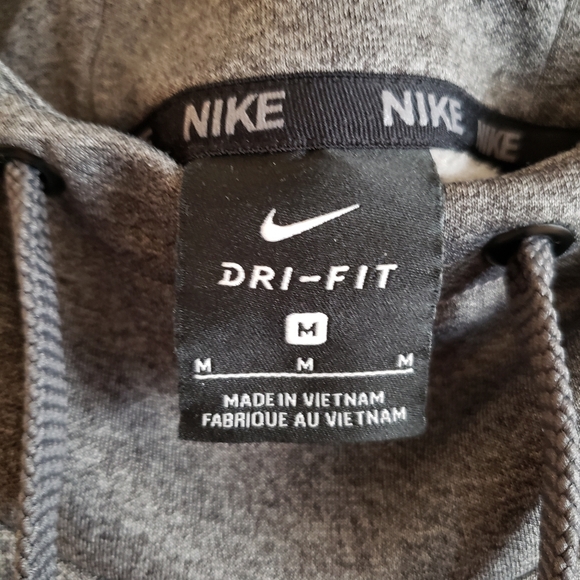 NIKE NIKE NIKE
DRI-FIT
M
M M M
MADE IN VIETNAM
FABRIQUE AU VIETNAM